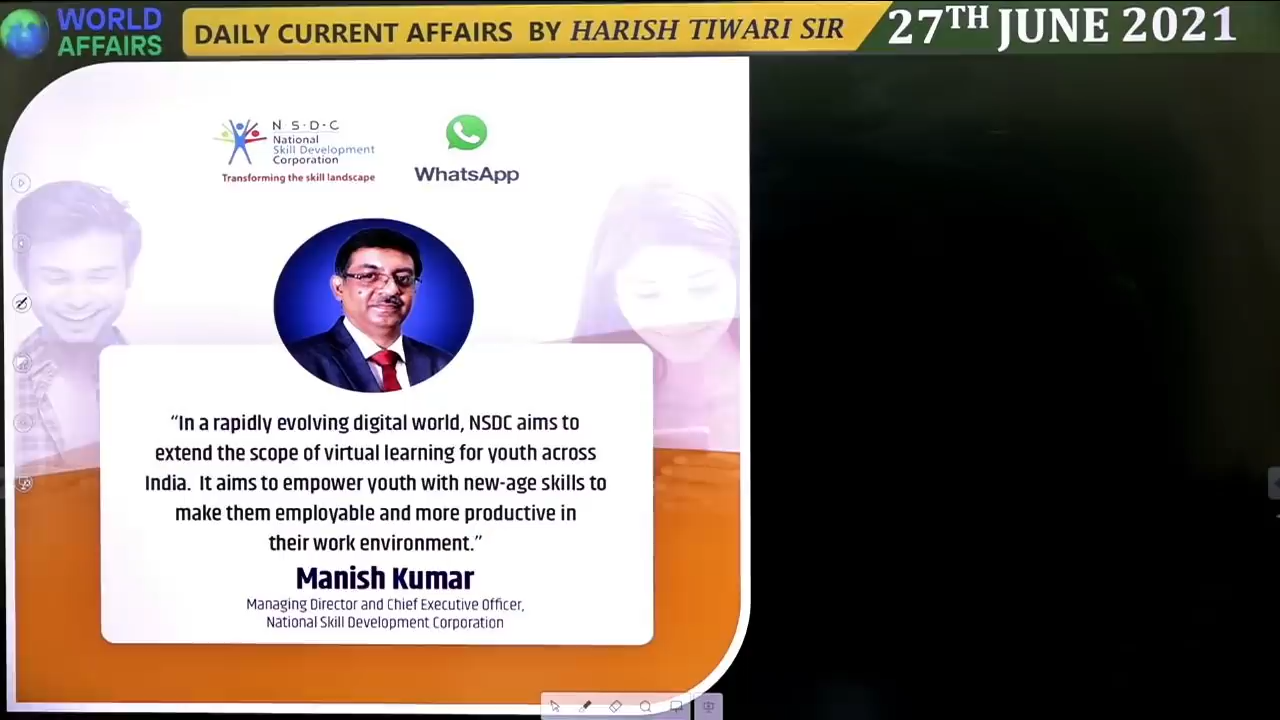 WORLD
AFFAIRS
DAILY CURRENT AFFAIRS BY HARISH TIWARI SIR
27TH JUNE 2021
N·S·D·C
National
Skill Development
Corporation
Transforming the skill landscape
WhatsApp
“In a rapidly evolving digital world, NSDC aims to
extend the scope of virtual learning for youth across
India. It aims to empower youth with new-age skills to
make them employable and more productive in
their work environment.”
Manish Kumar
Managing Director and Chief Executive Officer,
National Skill Development Corporation